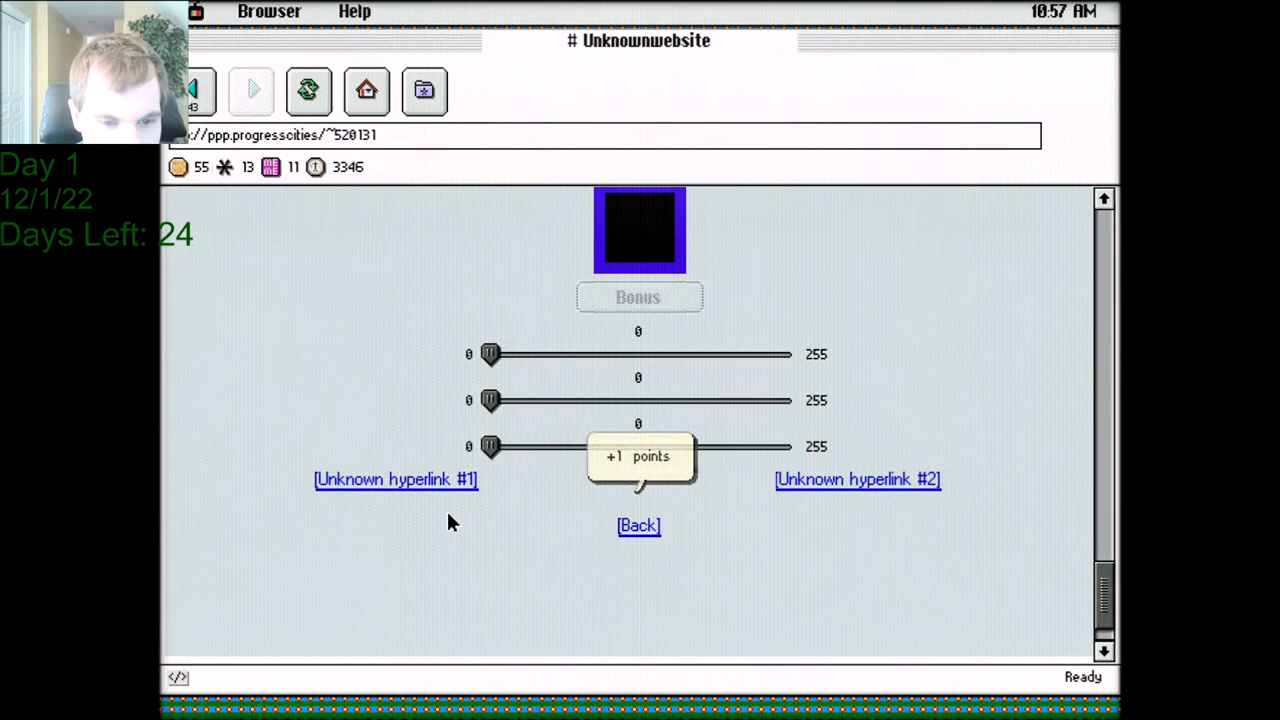 Browser Help 10:57 AM
# Unknownwebsite
43
://ppp.progresscities/~520131
55 13 11 3346
Day 1
12/1/22
Days Left: 24
Bonus
0
0 255
0
0 255
0
0 255
+1 points
[Unknown hyperlink #1] [Unknown hyperlink #2]
[Back]
</> Ready